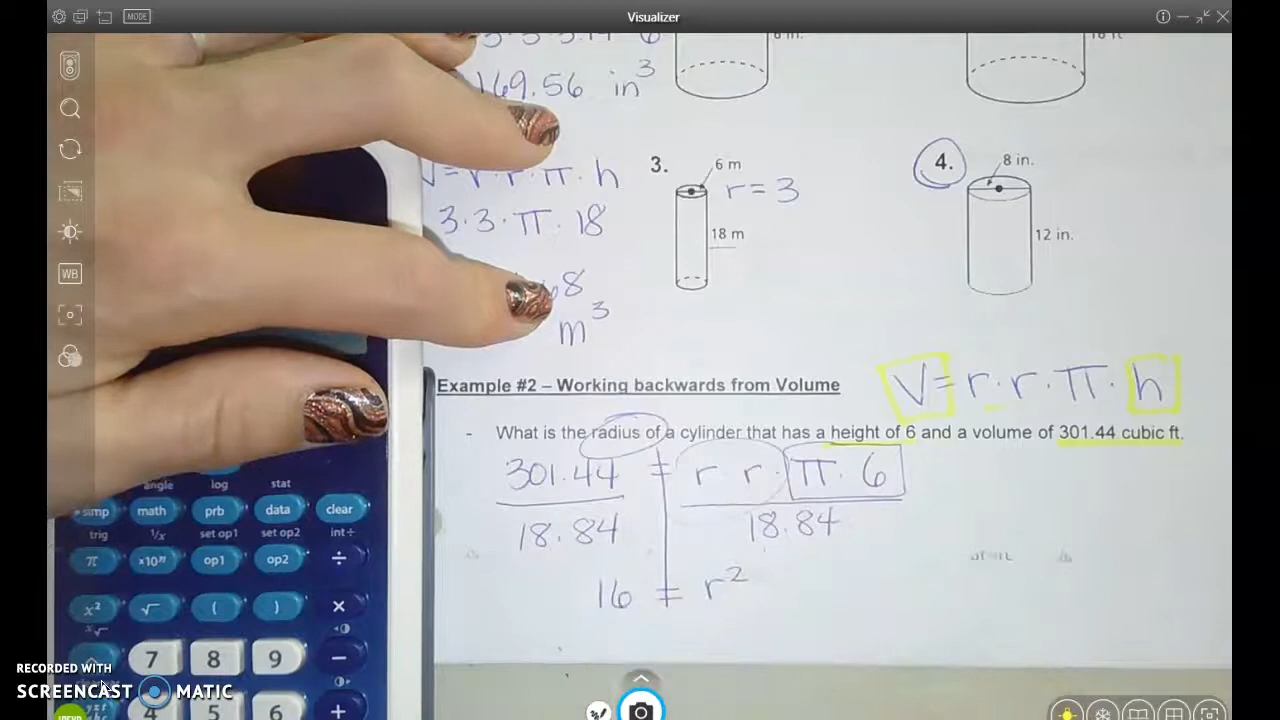 MODE
Visualizer
169.56 in³
V = r · r · π · h
3. 6 m
r = 3
4. 8 in.
3 · 3 · π · 18
18 m
12 in.
m³
Example #2 – Working backwards from Volume
V = r · r · π · h
- What is the radius of a cylinder that has a height of 6 and a volume of 301.44 cubic ft.
301.44 = r r · π · 6
18.84 18.84
16 = r²
WB
angle log stat
simp math prb data clear
trig 1/x set op1 set op2 int÷
π ×10ⁿ op1 op2 ÷
x² √ ( ) ×
ˣ√
^ 7 8 9 −
4 5 6 +
RECORDED WITH
SCREENCAST MATIC